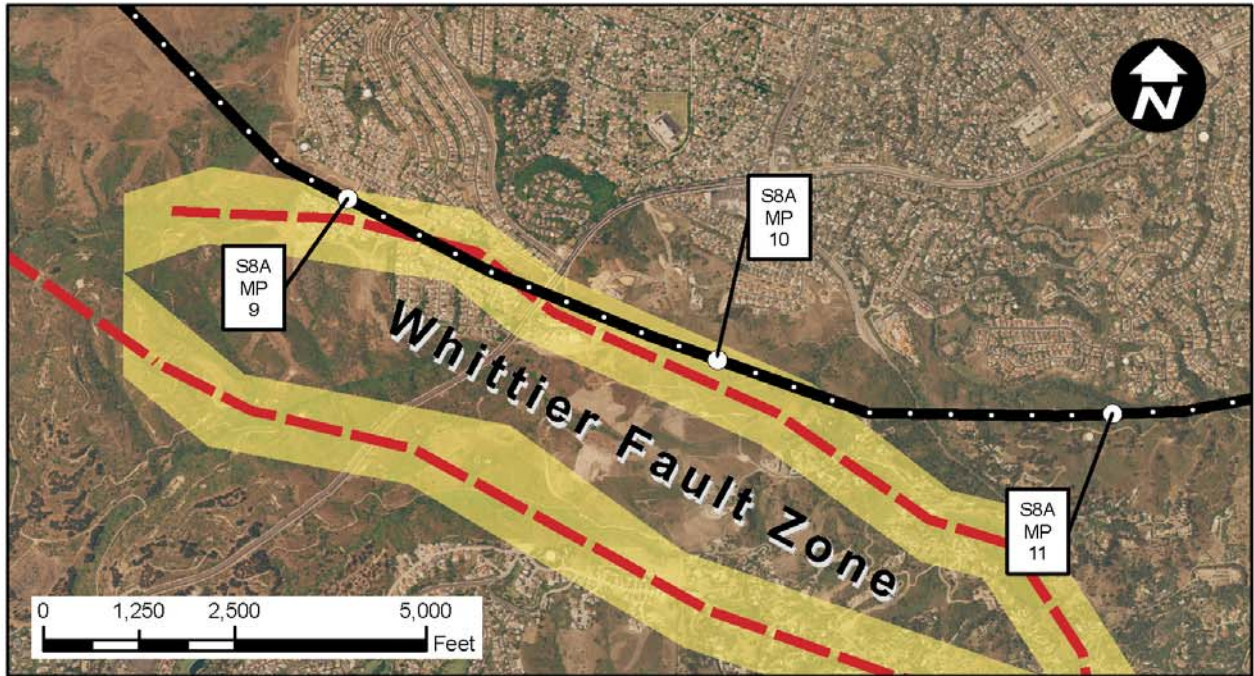 N
S8A
MP
10
S8A
MP
9
Whittier Fault Zone
S8A
MP
11
0 1,250 2,500 5,000
Feet